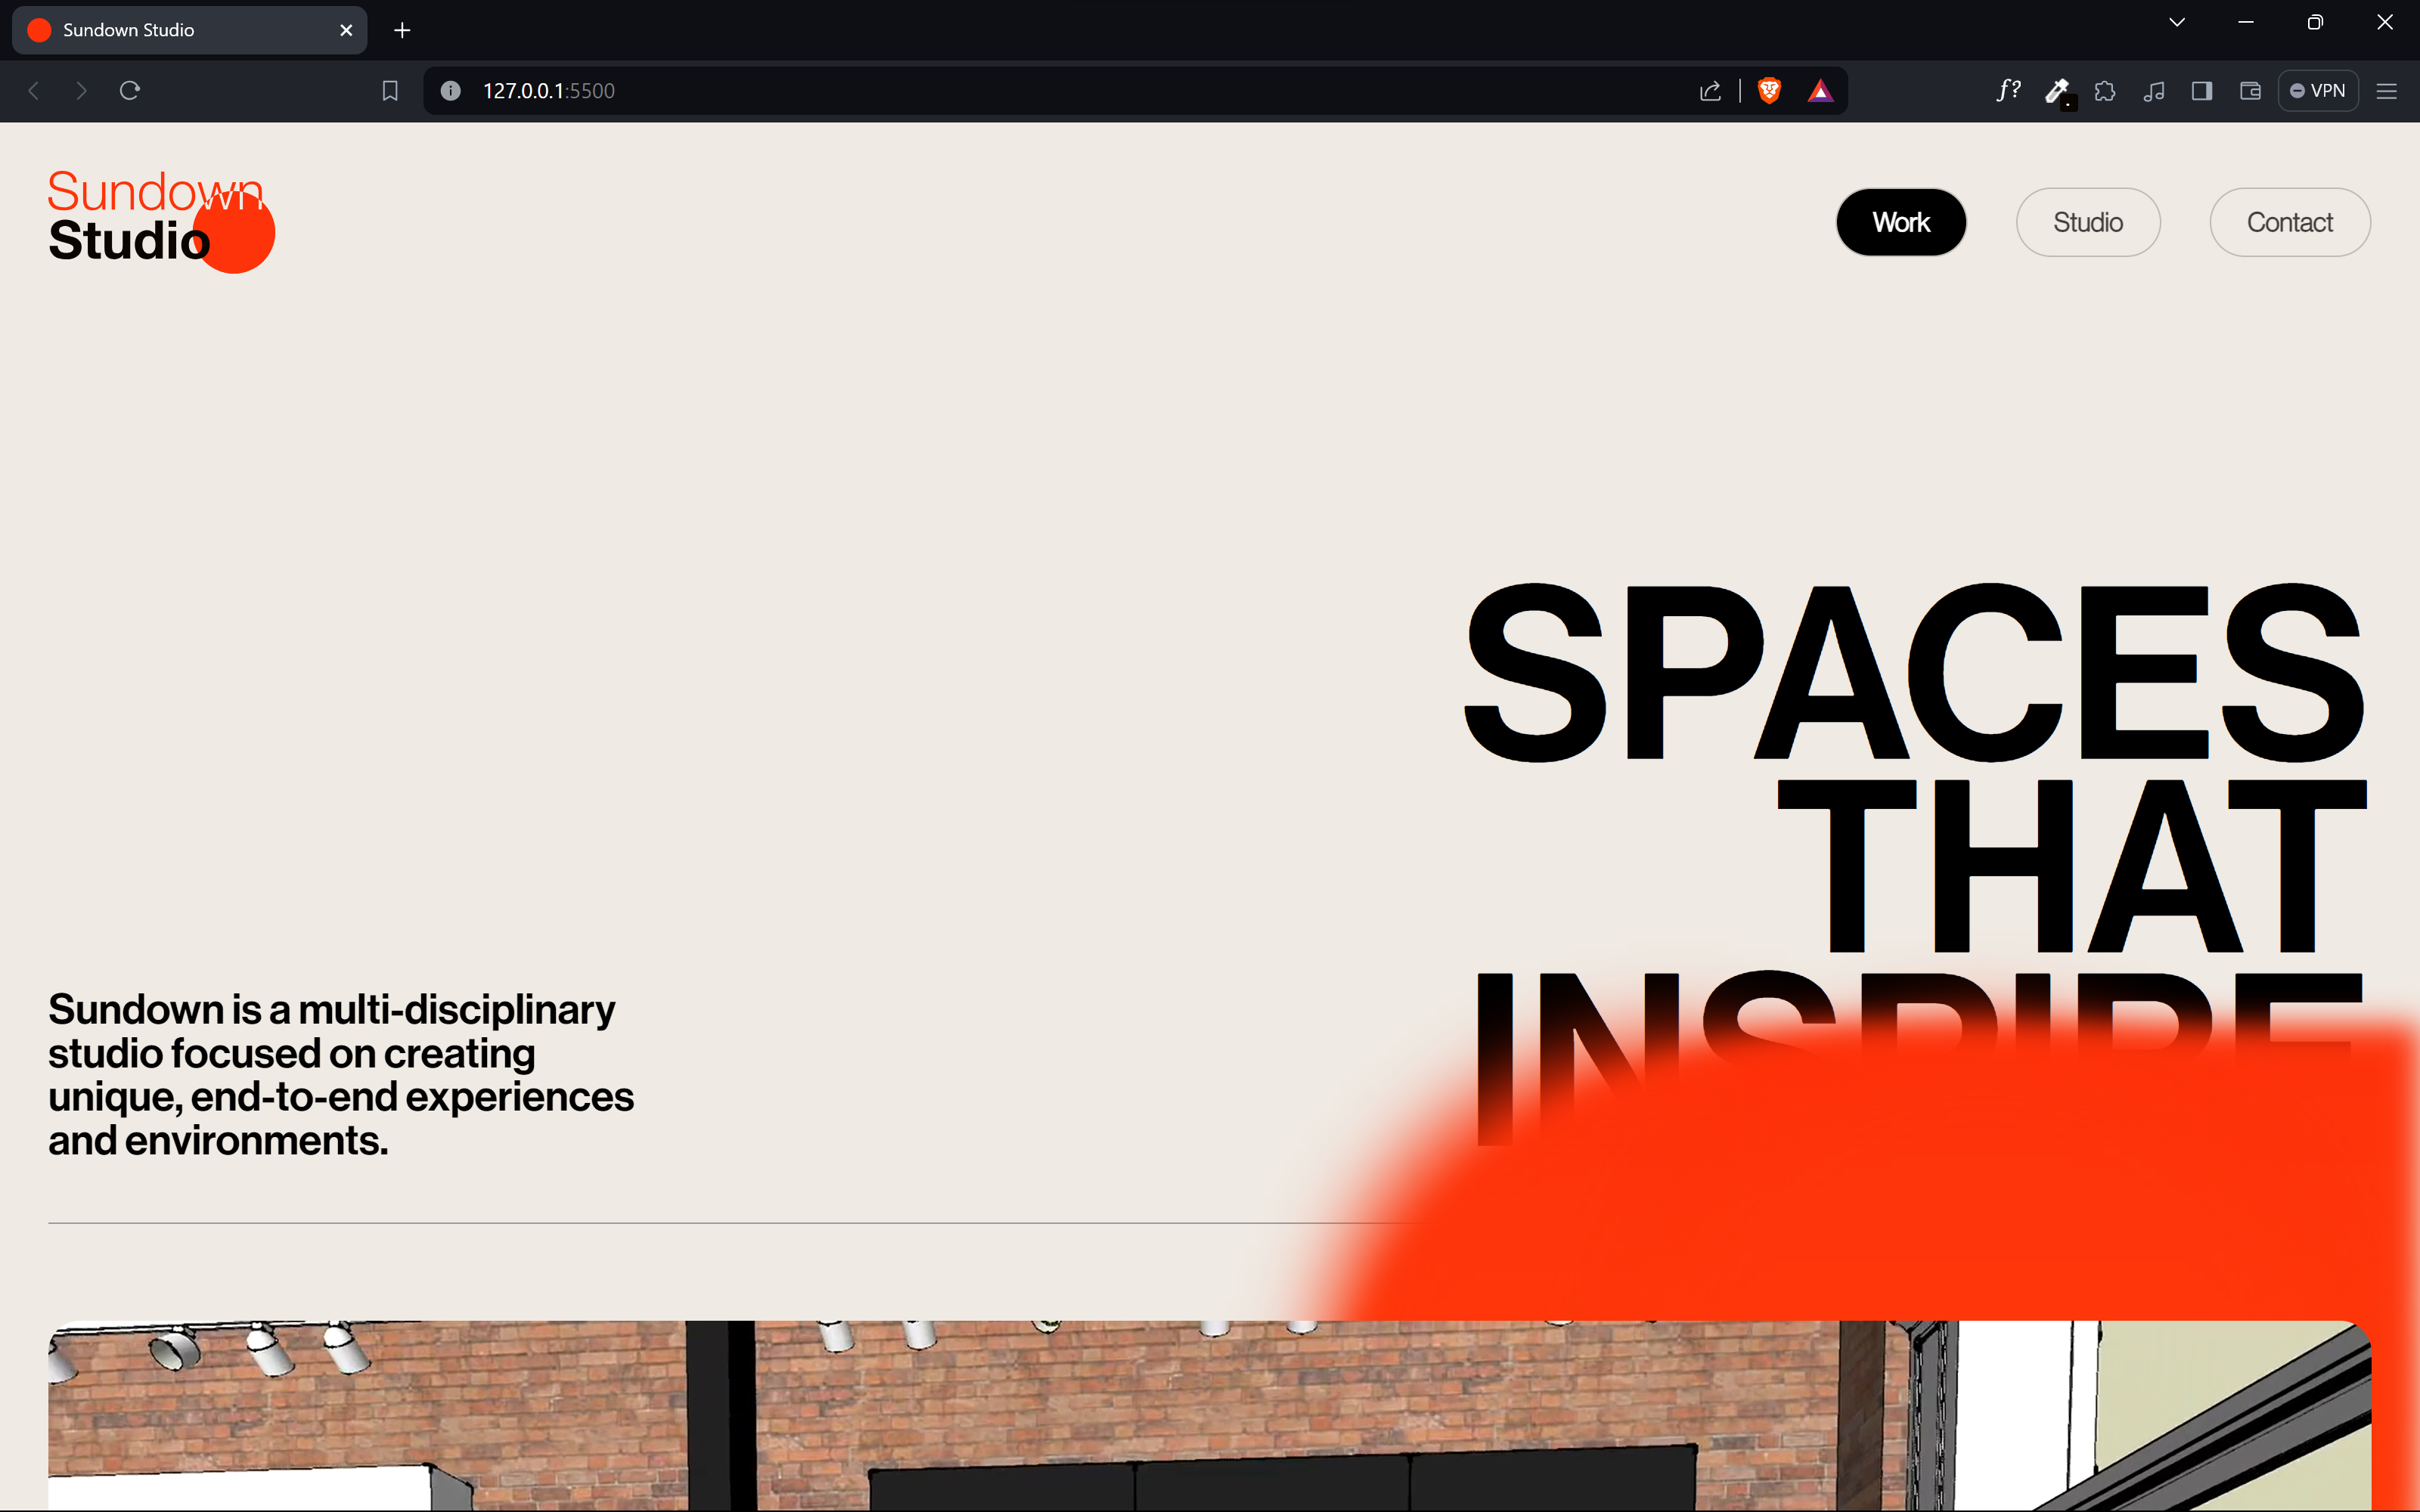 Sundown Studio
127.0.0.1:5500
f?
VPN
Sundown
Studio
Work
Studio
Contact
SPACES
THAT
INSPIRE
Sundown is a multi-disciplinary
studio focused on creating
unique, end-to-end experiences
and environments.